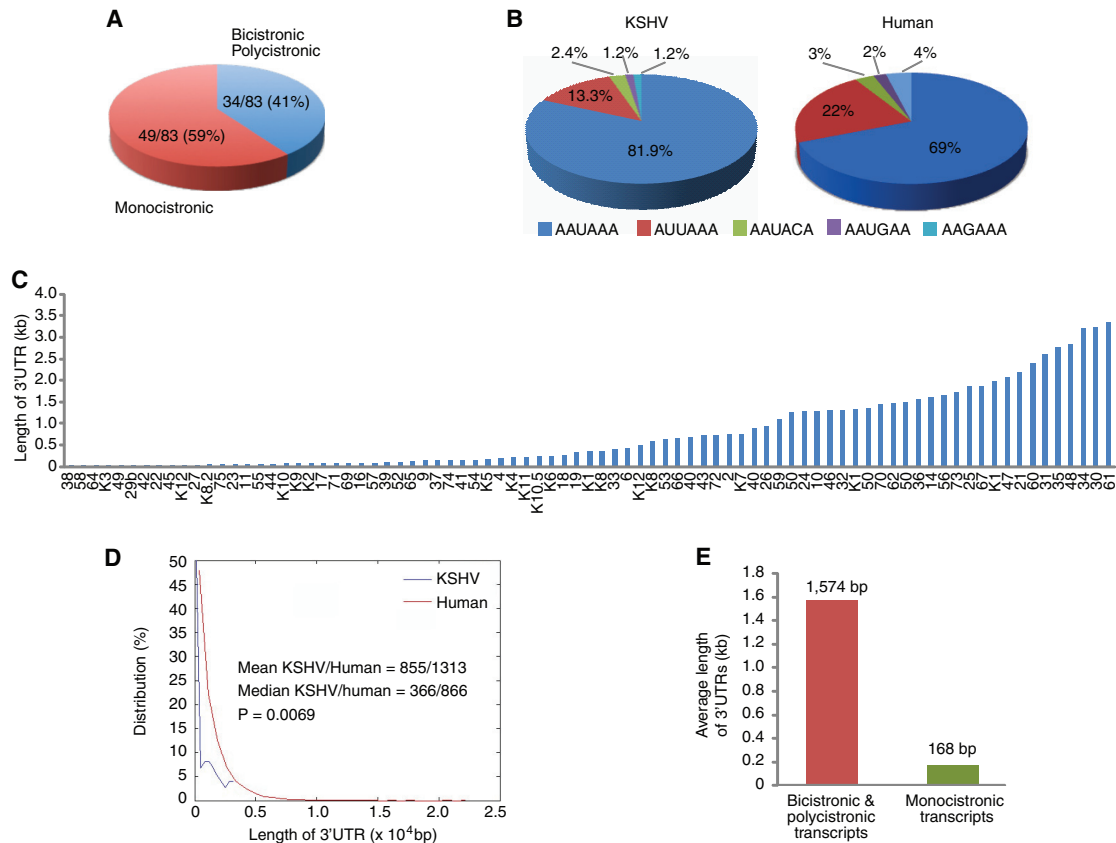 A
Bicistronic
Polycistronic
34/83 (41%)
49/83 (59%)
Monocistronic
B
KSHV
2.4%
1.2%
1.2%
13.3%
81.9%
Human
3%
2%
4%
22%
69%
AAUAAA
AUUAAA
AAUACA
AAUGAA
AAGAAA
C
Length of 3'UTR (kb)
4.0
3.5
3.0
2.5
2.0
1.5
1.0
0.5
0
38
58
64
K3
49
29b
42
22
45
K12
27
K8.2
75
23
11
55
44
K10
K9
K2
17
71
69
16
57
39
52
65
9
37
74
41
54
K5
4
K4
K11
K10.5
K6
18
19
K1
K8
33
6
K12
K8
53
66
40
43
72
2
K7
40
26
59
50
24
10
46
32
K1
50
70
62
50
36
14
56
73
25
67
K1
47
21
60
31
35
48
34
30
61
D
Distribution (%)
50
45
40
35
30
25
20
15
10
5
0
KSHV
Human
Mean KSHV/Human = 855/1313
Median KSHV/human = 366/866
P = 0.0069
0
0.5
1.0
1.5
2.0
2.5
Length of 3'UTR (x 10⁴bp)
E
Average length
of 3'UTRs (kb)
1.8
1.6
1.4
1.2
1.0
0.8
0.6
0.4
0.2
0
1,574 bp
168 bp
Bicistronic &
polycistronic
transcripts
Monocistronic
transcripts